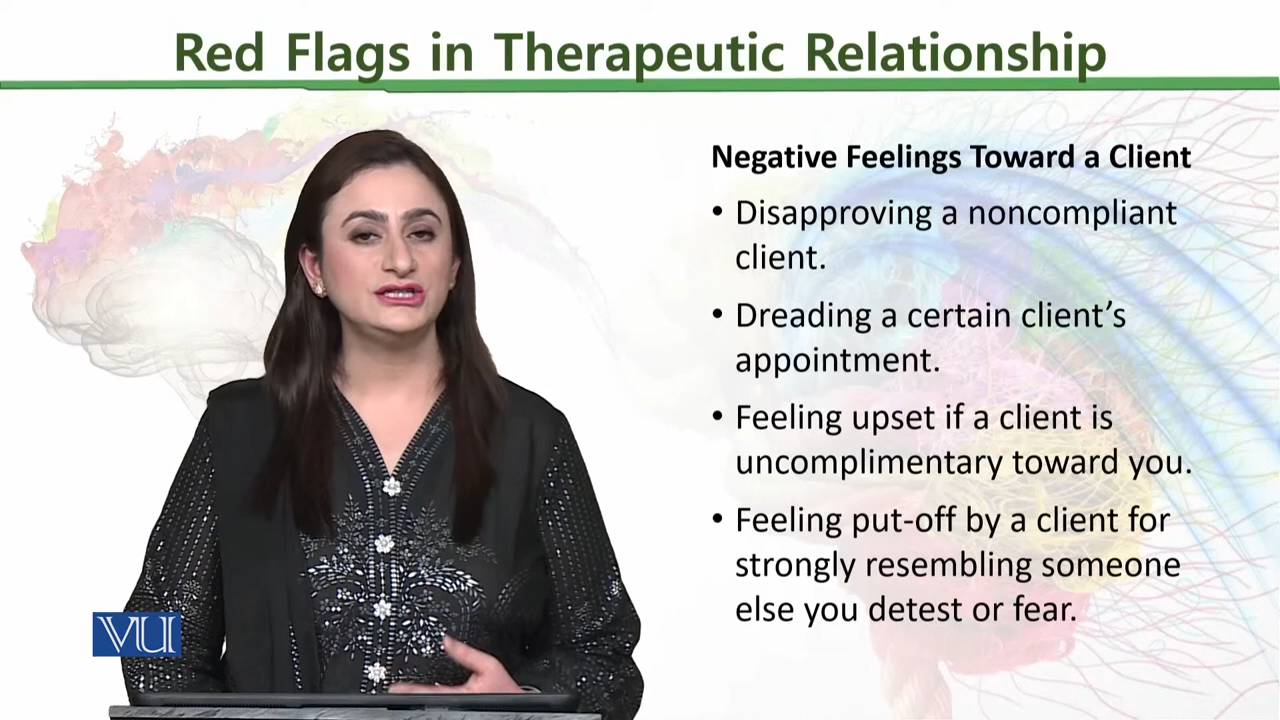 Red Flags in Therapeutic Relationship
Negative Feelings Toward a Client
• Disapproving a noncompliant
client.
• Dreading a certain client’s
appointment.
• Feeling upset if a client is
uncomplimentary toward you.
• Feeling put-off by a client for
strongly resembling someone
else you detest or fear.
VU